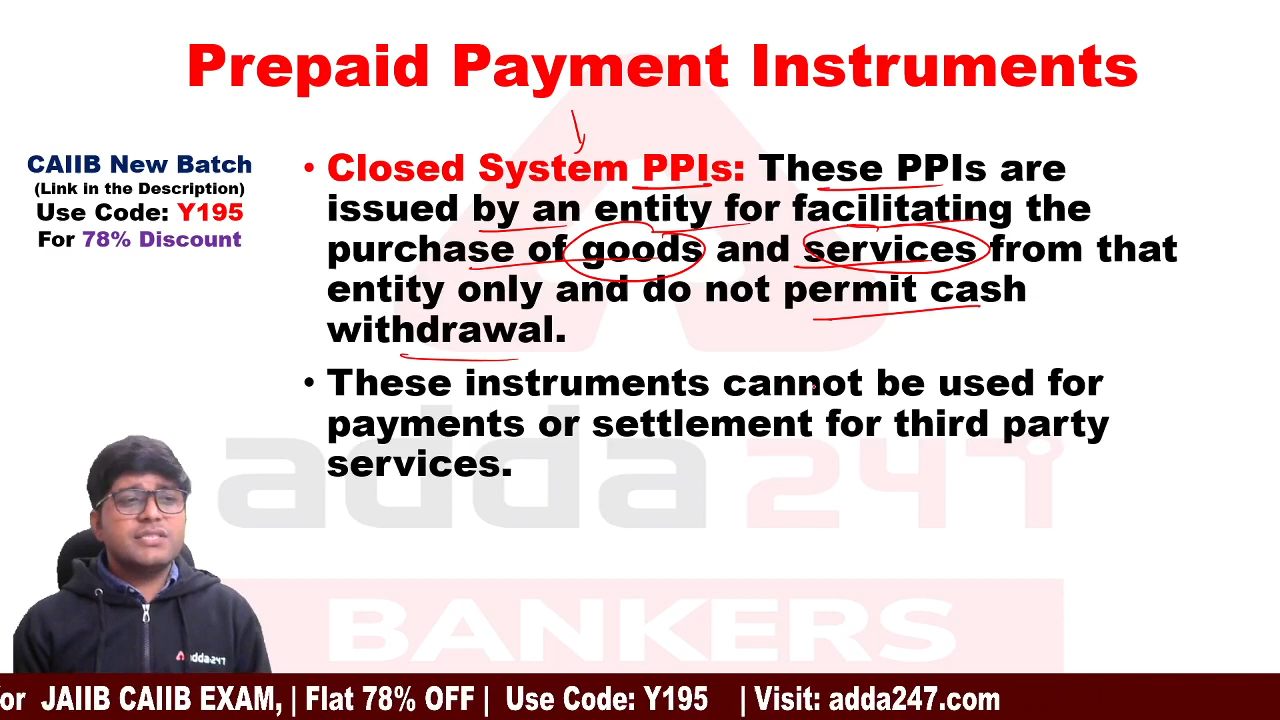 Prepaid Payment Instruments
CAIIB New Batch
(Link in the Description)
Use Code: Y195
For 78% Discount
• Closed System PPIs: These PPIs are
issued by an entity for facilitating the
purchase of goods and services from that
entity only and do not permit cash
withdrawal.
• These instruments cannot be used for
payments or settlement for third party
services.
adda247
BANKERS
adda247
for JAIIB CAIIB EXAM, | Flat 78% OFF | Use Code: Y195 | Visit: adda247.com